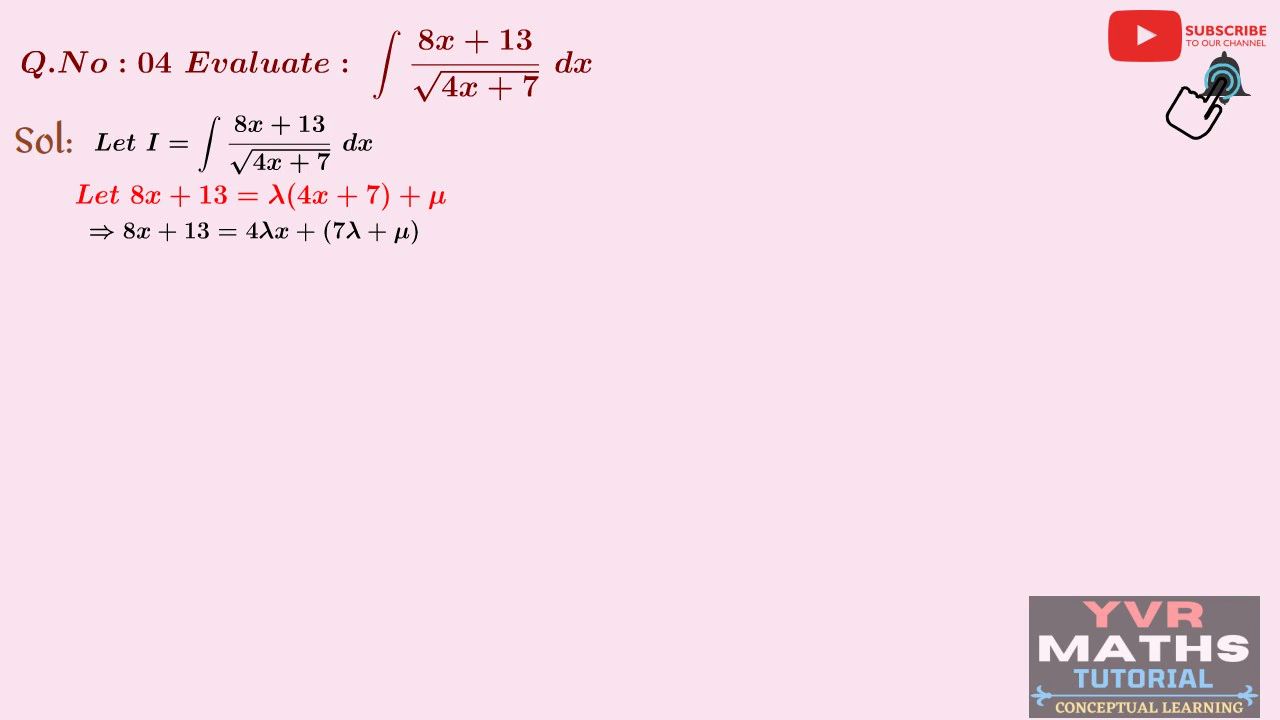 Q.No : 04 Evaluate : ∫ (8x + 13)/√(4x + 7) dx
SUBSCRIBE
TO OUR CHANNEL
Sol: Let I = ∫ (8x + 13)/√(4x + 7) dx
Let 8x + 13 = λ(4x + 7) + μ
⇒ 8x + 13 = 4λx + (7λ + μ)
YVR
MATHS
TUTORIAL
CONCEPTUAL LEARNING